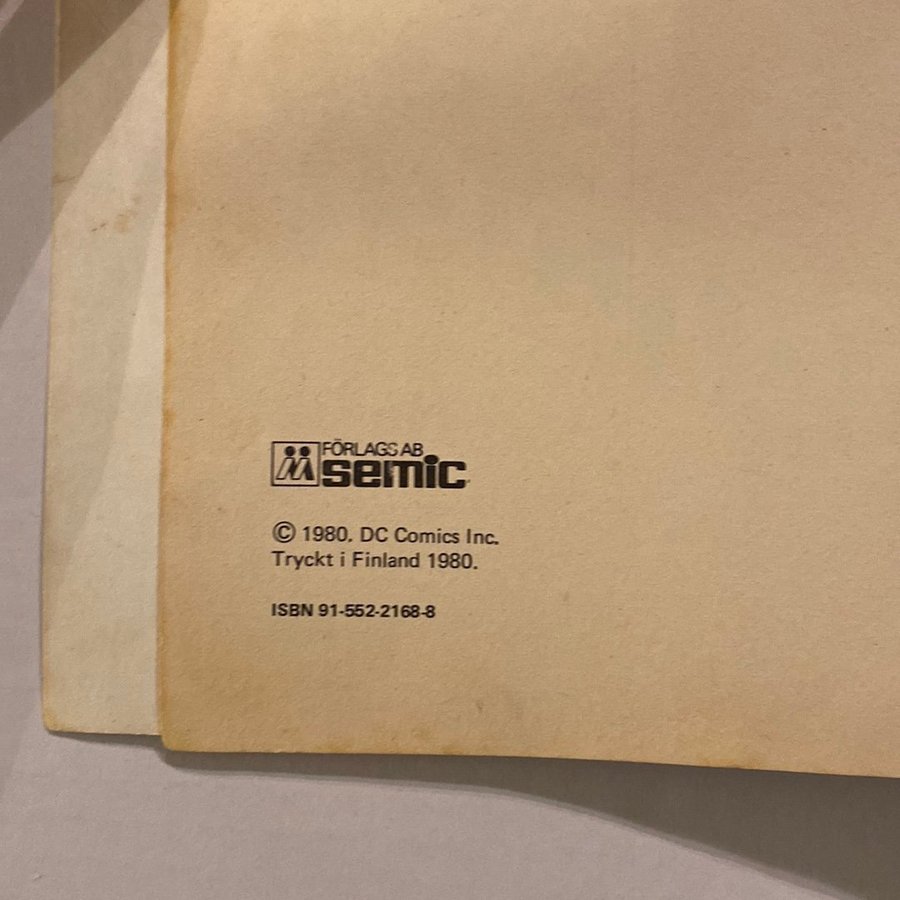 FÖRLAGS AB
semic
© 1980. DC Comics Inc.
Tryckt i Finland 1980.
ISBN 91-552-2168-8